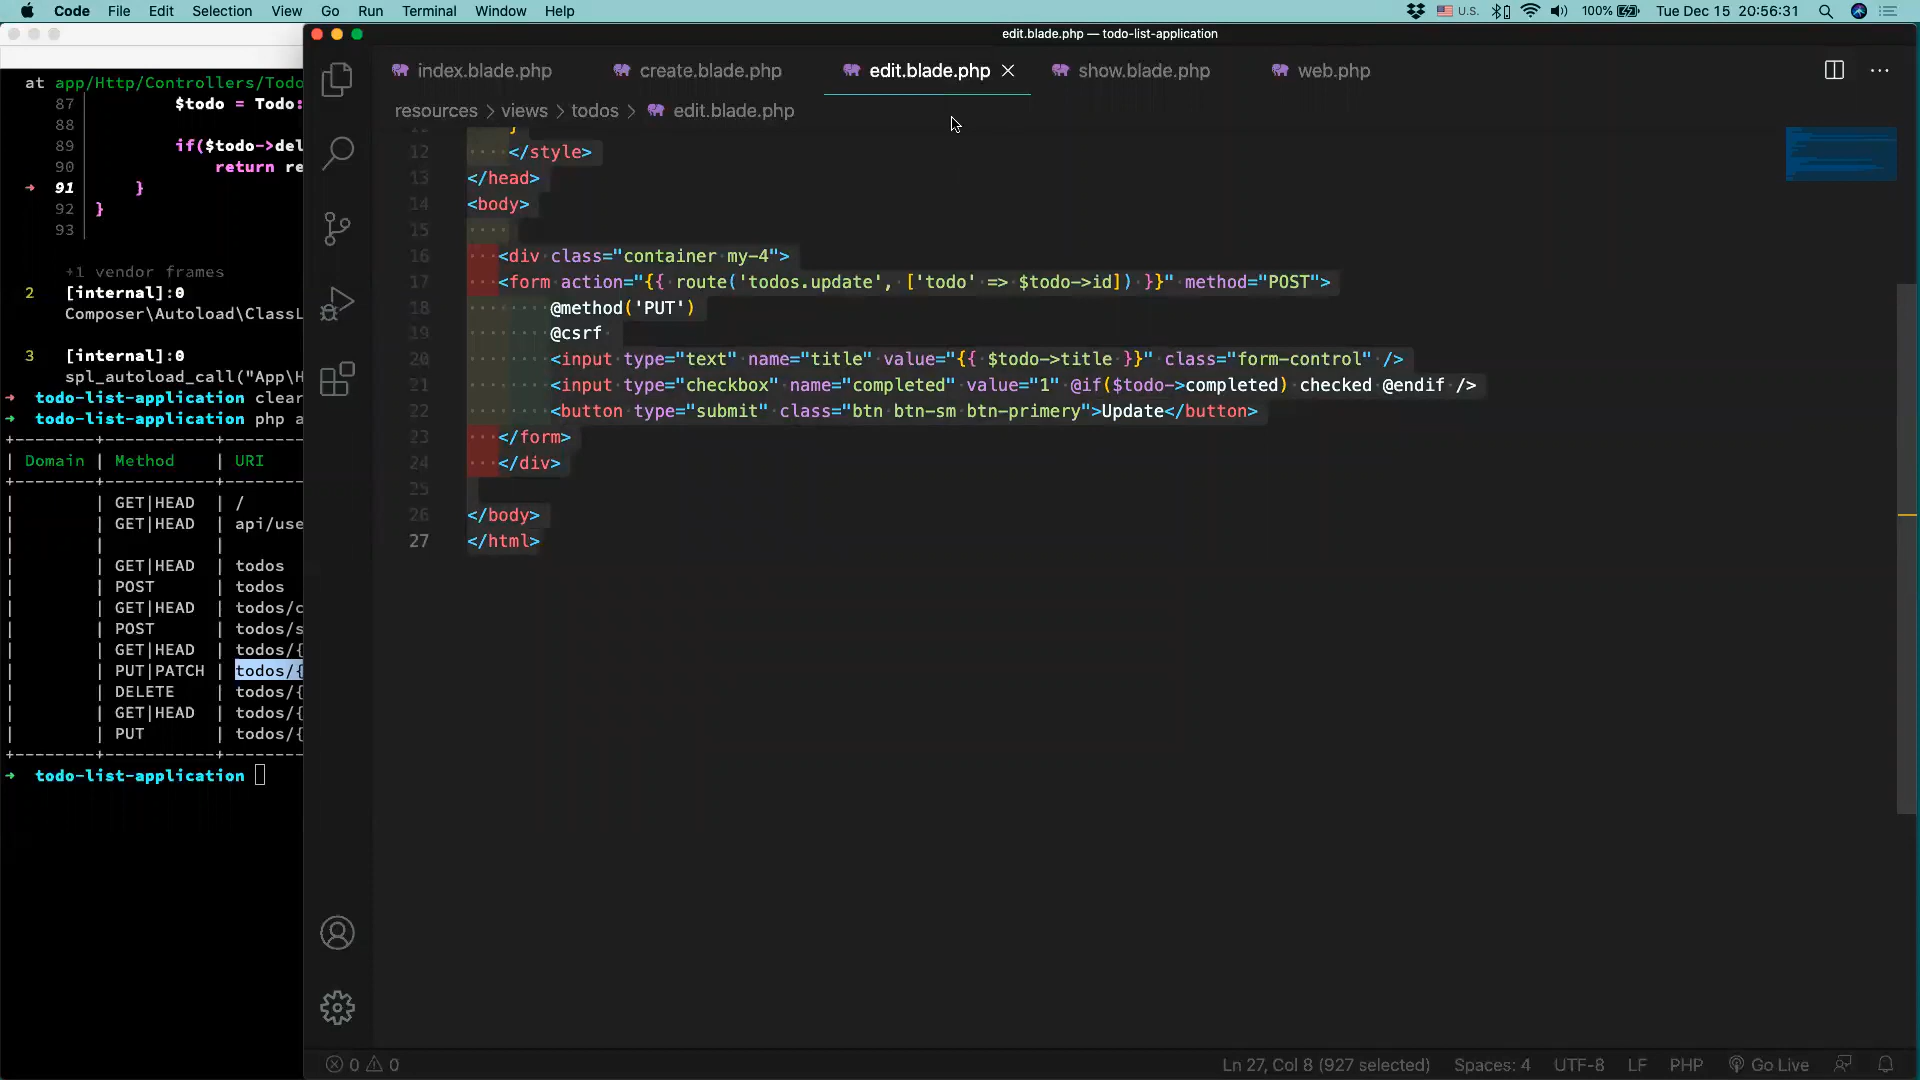 Code File Edit Selection View Go Run Terminal Window Help U.S. 100% Tue Dec 15 20:56:31
edit.blade.php — todo-list-application
index.blade.php create.blade.php edit.blade.php show.blade.php web.php
resources > views > todos > edit.blade.php
at app/Http/Controllers/Todo
87 $todo = Todo:
88
89 if($todo->del
90 return re
➜ 91 }
92 }
93
+1 vendor frames
2 [internal]:0
Composer\Autoload\ClassL
3 [internal]:0
spl_autoload_call("App\H
➜ todo-list-application clear
➜ todo-list-application php a
+--------+----------+--------
| Domain | Method | URI
+--------+----------+--------
| | GET|HEAD | /
| | GET|HEAD | api/use
| | |
| | GET|HEAD | todos
| | POST | todos
| | GET|HEAD | todos/c
| | POST | todos/s
| | GET|HEAD | todos/{
| | PUT|PATCH | todos/{
| | DELETE | todos/{
| | GET|HEAD | todos/{
| | PUT | todos/{
+--------+----------+--------
➜ todo-list-application
12 </style>
13 </head>
14 <body>
15
16 <div class="container my-4">
17 <form action="{{ route('todos.update', ['todo' => $todo->id]) }}" method="POST">
18 @method('PUT')
19 @csrf
20 <input type="text" name="title" value="{{ $todo->title }}" class="form-control" />
21 <input type="checkbox" name="completed" value="1" @if($todo->completed) checked @endif />
22 <button type="submit" class="btn btn-sm btn-primery">Update</button>
23 </form>
24 </div>
25
26 </body>
27 </html>
0 0 Ln 27, Col 8 (927 selected) Spaces: 4 UTF-8 LF PHP Go Live